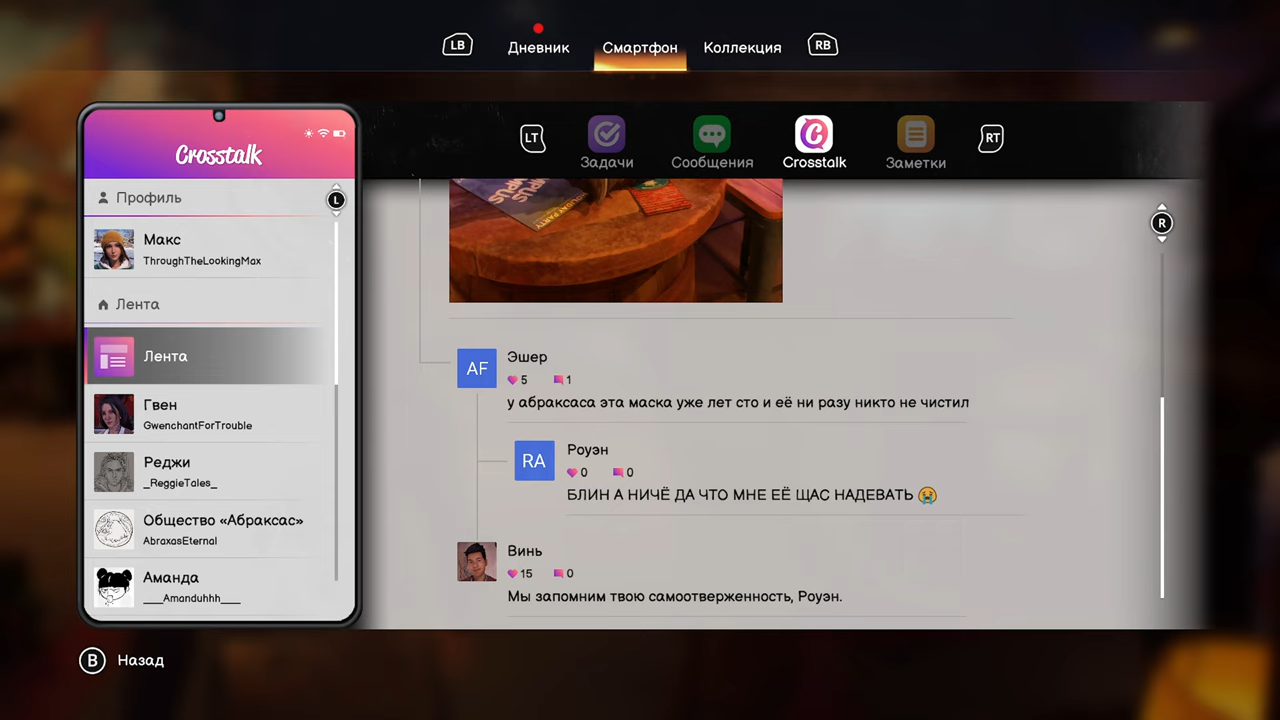 LB
Дневник
Смартфон
Коллекция
RB
Crosstalk
LT
Задачи
Сообщения
Crosstalk
Заметки
RT
Профиль
L
Макс
ThroughTheLookingMax
Лента
Лента
Гвен
GwenchantForTrouble
Реджи
_ReggieTales_
Общество «Абраксас»
AbraxasEternal
Аманда
___Amanduhhh___
R
HOLIDAY PARTY
AF
Эшер
5
1
у абраксаса эта маска уже лет сто и её ни разу никто не чистил
RA
Роуэн
0
0
БЛИН А НИЧЁ ДА ЧТО МНЕ ЕЁ ЩАС НАДЕВАТЬ 😭
Винь
15
0
Мы запомним твою самоотверженность, Роуэн.
B
Назад